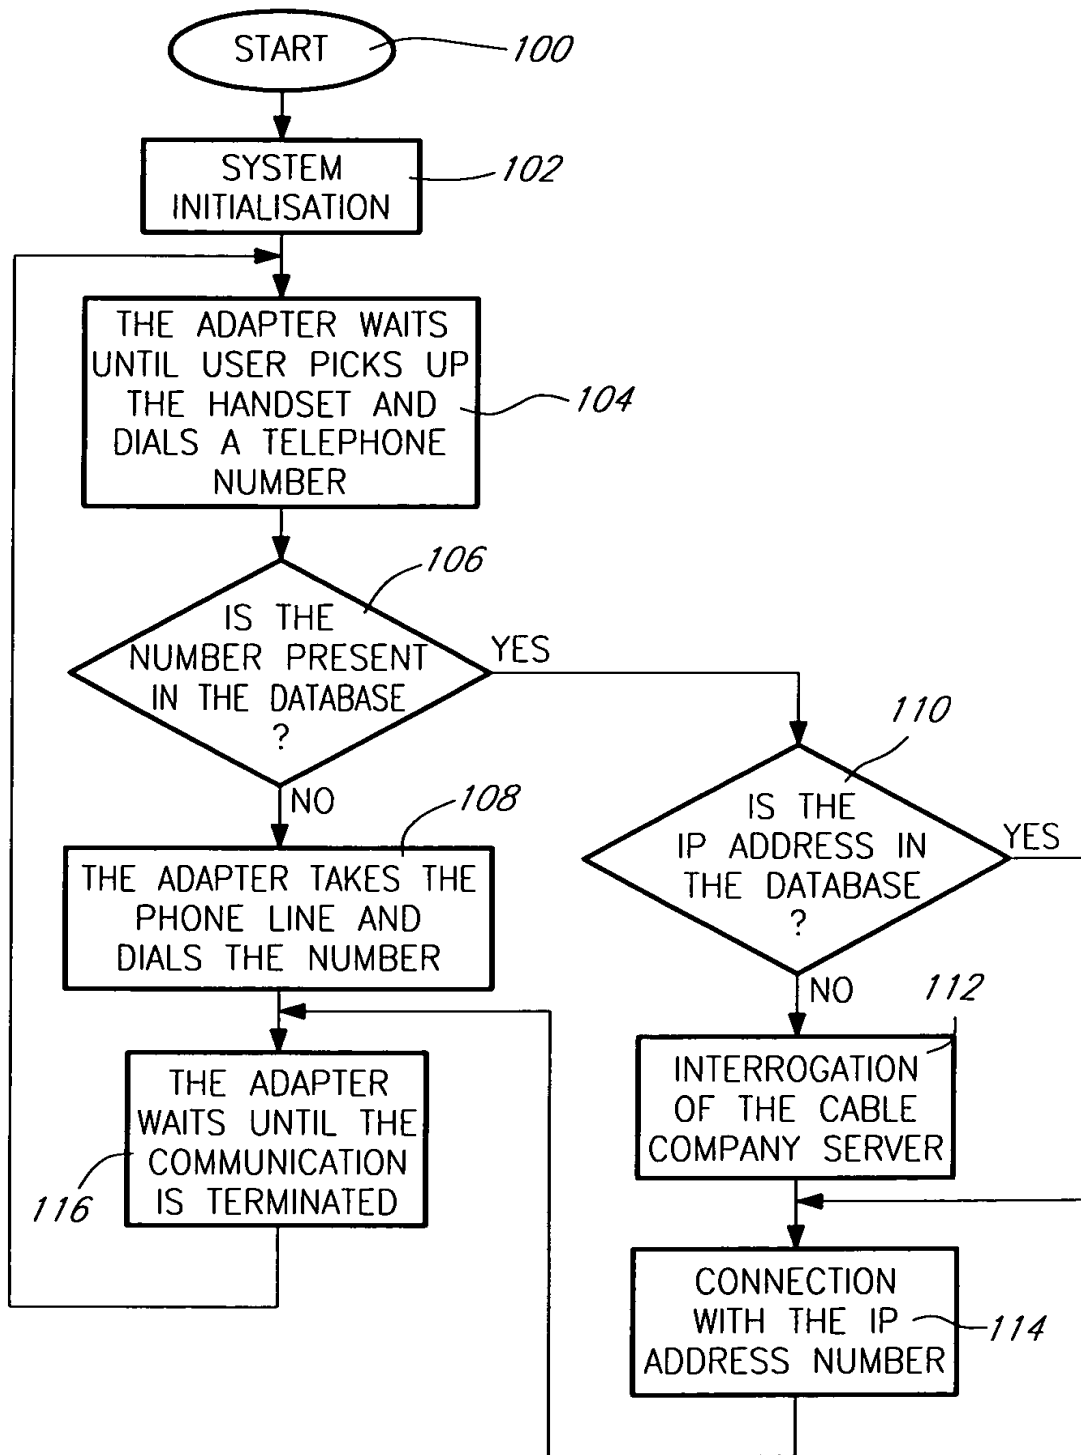 START
100
SYSTEM
INITIALISATION
102
THE ADAPTER WAITS
UNTIL USER PICKS UP
THE HANDSET AND
DIALS A TELEPHONE
NUMBER
104
106
IS THE
NUMBER PRESENT
IN THE DATABASE
?
YES
NO
108
THE ADAPTER TAKES THE
PHONE LINE AND
DIALS THE NUMBER
110
IS THE
IP ADDRESS IN
THE DATABASE
?
YES
NO
112
INTERROGATION
OF THE CABLE
COMPANY SERVER
THE ADAPTER
WAITS UNTIL THE
COMMUNICATION
IS TERMINATED
116
CONNECTION
WITH THE IP
ADDRESS NUMBER
114